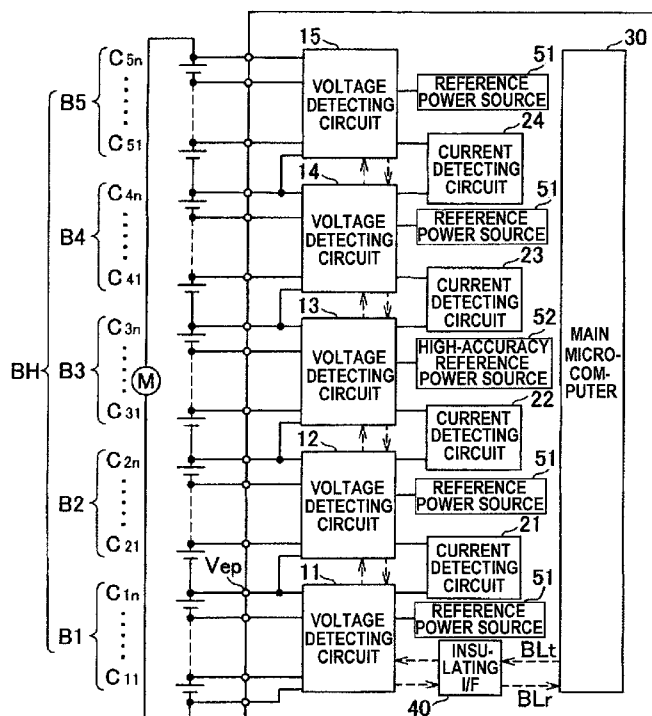 15
30
C5n
B5
C51
VOLTAGE
DETECTING
CIRCUIT
51
REFERENCE
POWER SOURCE
24
CURRENT
DETECTING
CIRCUIT
14
C4n
B4
C41
VOLTAGE
DETECTING
CIRCUIT
51
REFERENCE
POWER SOURCE
23
CURRENT
DETECTING
CIRCUIT
13
C3n
BH
B3
C31
M
VOLTAGE
DETECTING
CIRCUIT
52
HIGH-ACCURACY
REFERENCE
POWER SOURCE
MAIN
MICRO-
COM-
PUTER
22
CURRENT
DETECTING
CIRCUIT
12
C2n
B2
C21
VOLTAGE
DETECTING
CIRCUIT
51
REFERENCE
POWER SOURCE
21
CURRENT
DETECTING
CIRCUIT
Vep
11
C1n
B1
C11
VOLTAGE
DETECTING
CIRCUIT
51
REFERENCE
POWER SOURCE
INSU-
LATING
I/F
40
BLt
BLr